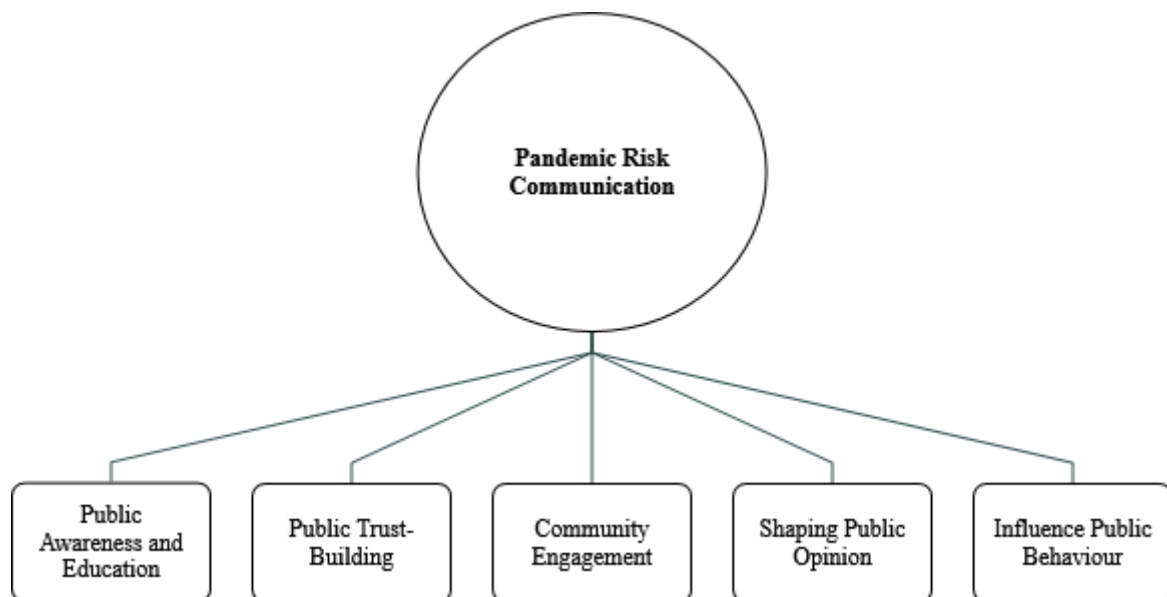 Pandemic Risk
Communication
Public
Awareness and
Education
Public Trust-
Building
Community
Engagement
Shaping Public
Opinion
Influence Public
Behaviour